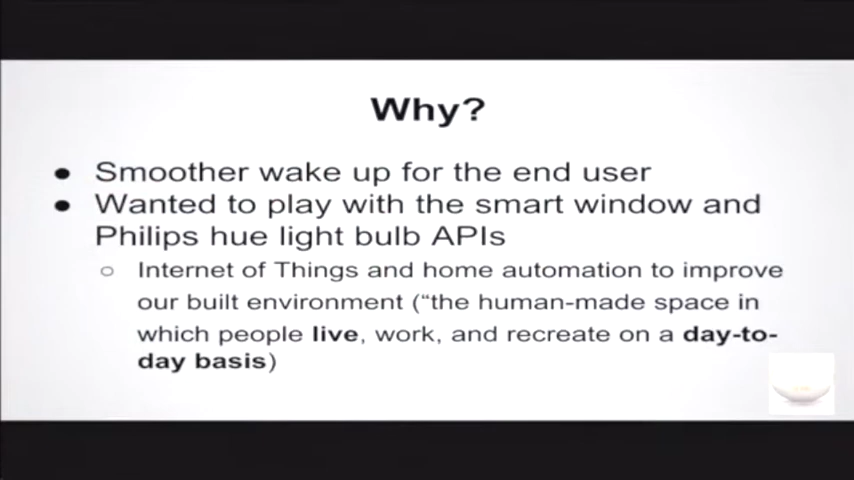 Why?
● Smoother wake up for the end user
● Wanted to play with the smart window and
Philips hue light bulb APIs
○ Internet of Things and home automation to improve
our built environment (“the human-made space in
which people live, work, and recreate on a day-to-
day basis)